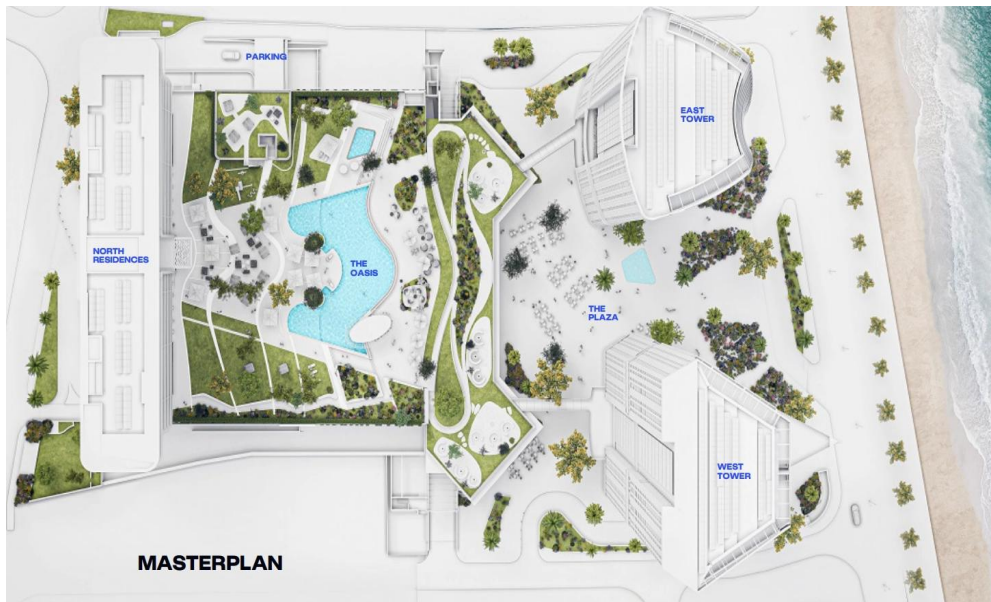 PARKING
EAST
TOWER
NORTH
RESIDENCES
THE
OASIS
THE
PLAZA
WEST
TOWER
MASTERPLAN